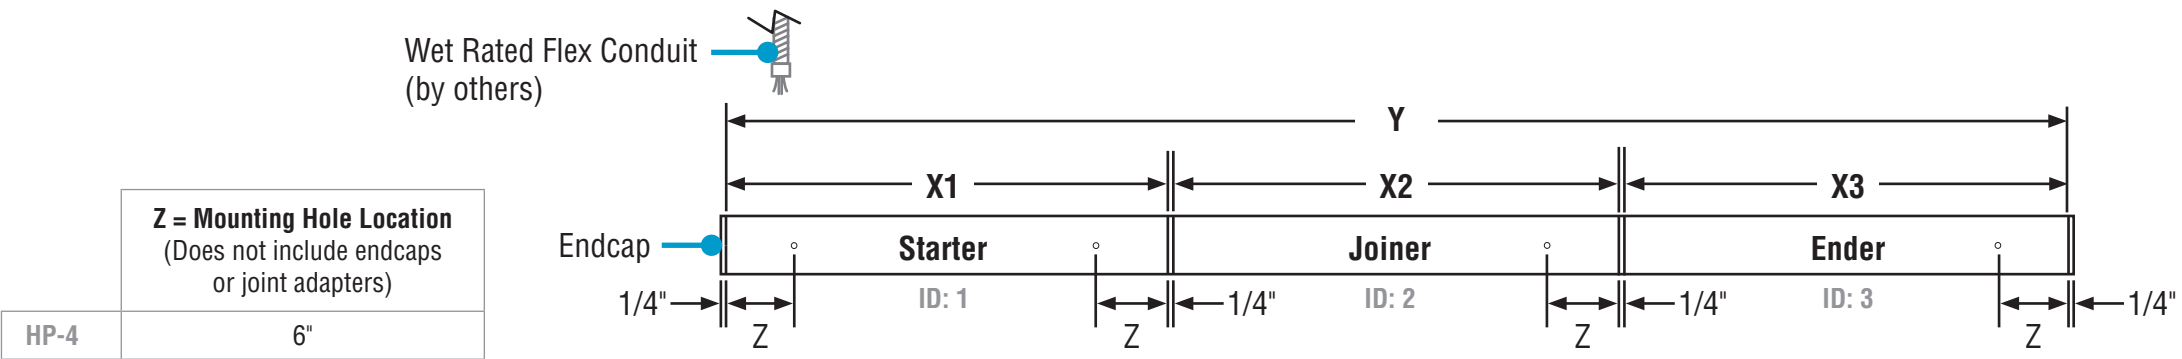 Wet Rated Flex Conduit
(by others)
Y
X1 X2 X3
Z = Mounting Hole Location
(Does not include endcaps
or joint adapters)
HP-4 6"
Endcap
Starter Joiner Ender
ID: 1 ID: 2 ID: 3
1/4" 1/4" 1/4" 1/4"
Z Z Z Z